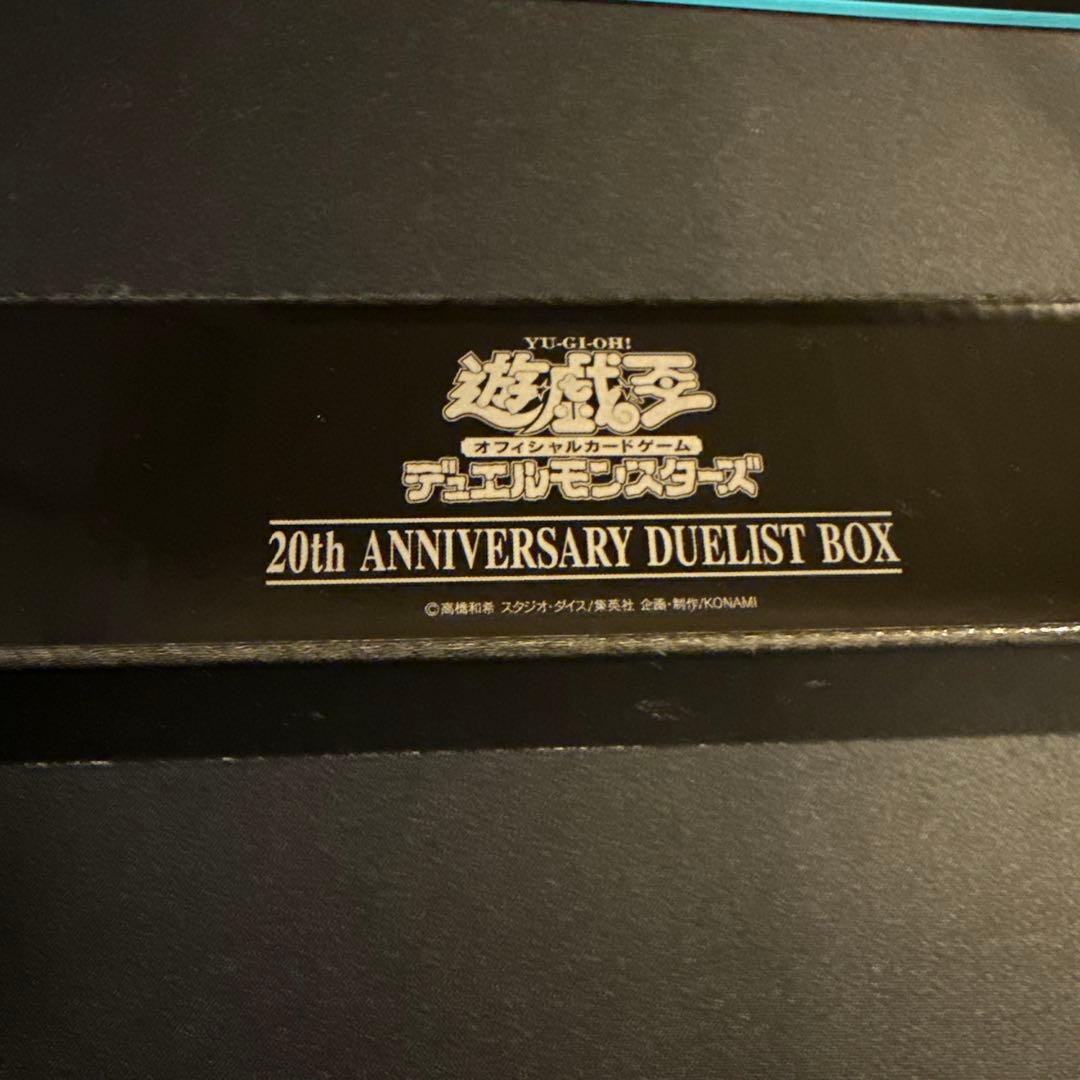 YU-GI-OH!
遊☆戯☆王
オフィシャルカードゲーム
デュエルモンスターズ
20th ANNIVERSARY DUELIST BOX
©高橋和希 スタジオ・ダイス/集英社 企画・制作/KONAMI